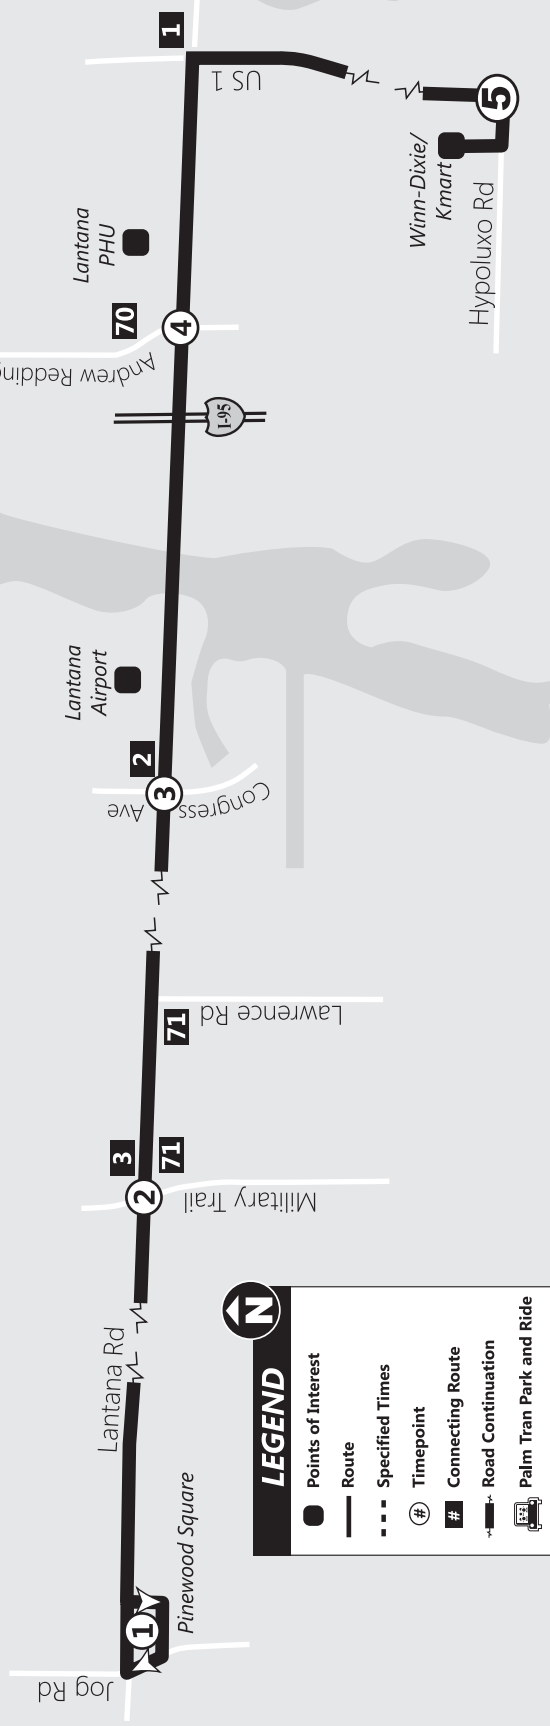 Jog Rd
1
Pinewood Square
Lantana Rd
2
3
71
Military Trail
71
Lawrence Rd
3
2
Congress
Ave
Lantana
Airport
I-95
4
70
Lantana
PHU
1
US 1
Winn-Dixie/
Kmart
5
Hypoluxo Rd
N
LEGEND
Points of Interest
Route
Specified Times
# Timepoint
# Connecting Route
Road Continuation
Palm Tran Park and Ride
Andrew Redding